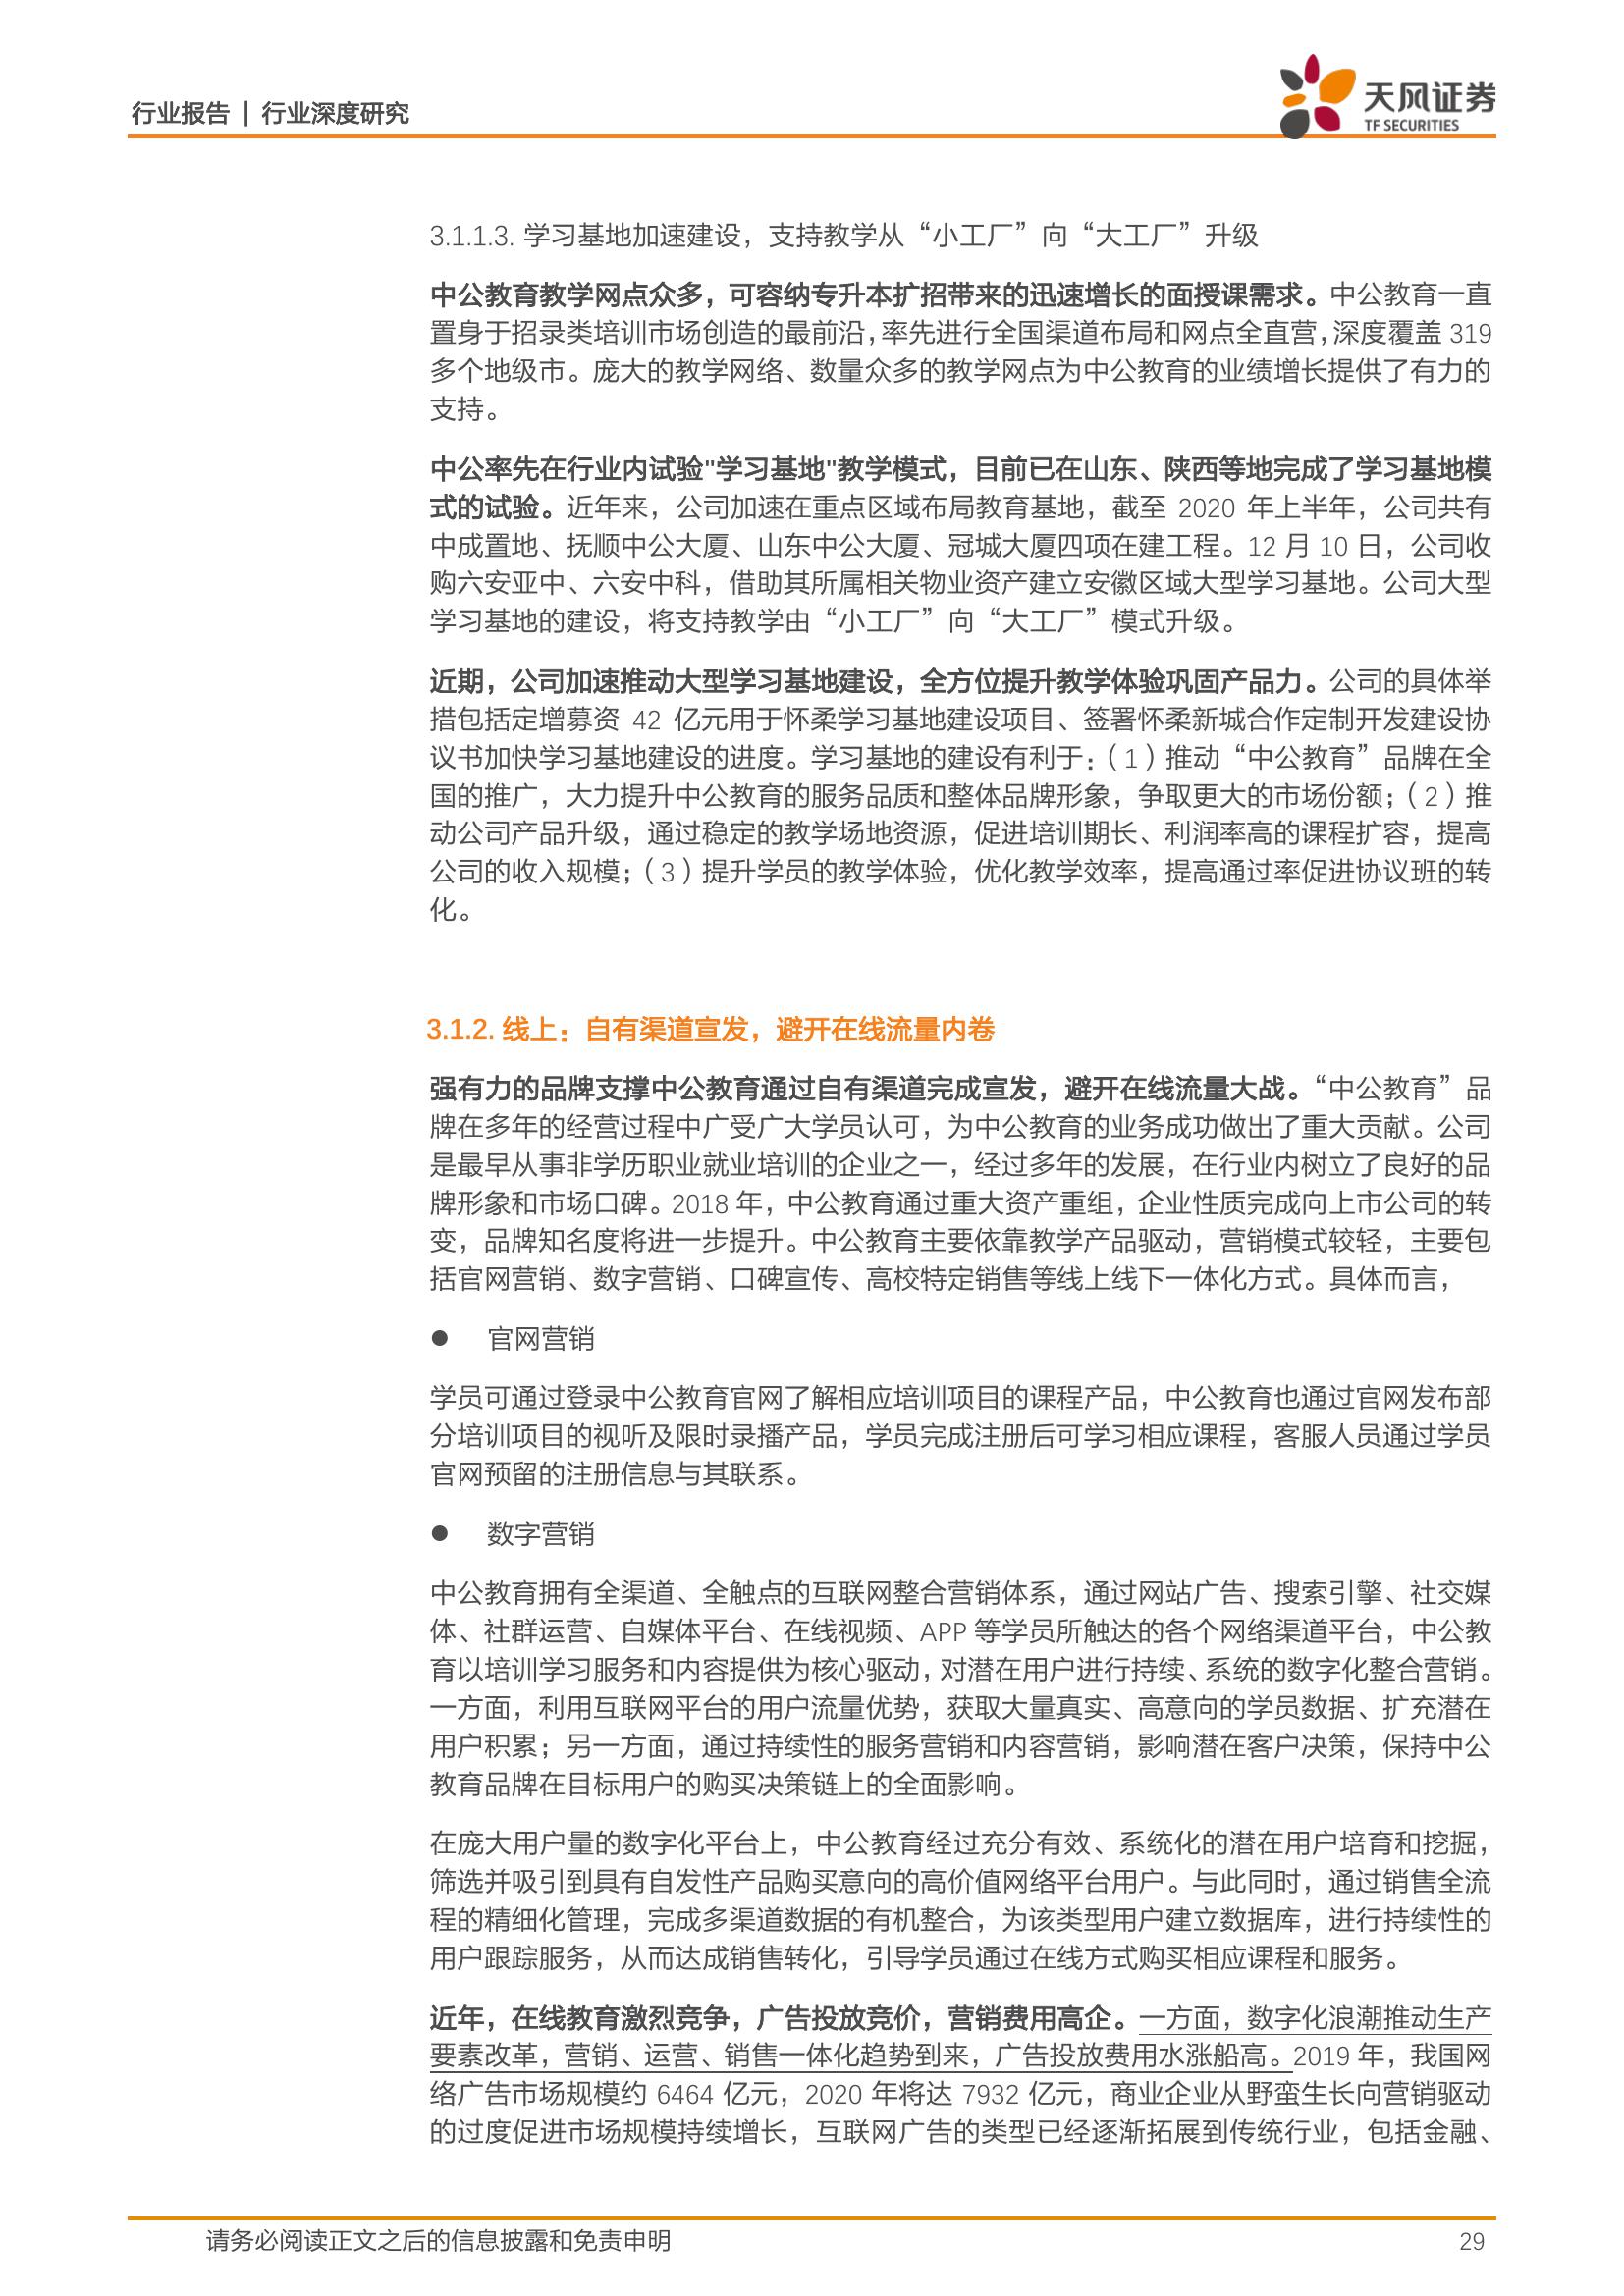 行业报告 | 行业深度研究
天风证券
TF SECURITIES
3.1.1.3. 学习基地加速建设，支持教学从“小工厂”向“大工厂”升级
中公教育教学网点众多，可容纳专升本扩招带来的迅速增长的面授课需求。中公教育一直
置身于招录类培训市场创造的最前沿，率先进行全国渠道布局和网点全直营，深度覆盖 319
多个地级市。庞大的教学网络、数量众多的教学网点为中公教育的业绩增长提供了有力的
支持。
中公率先在行业内试验"学习基地"教学模式，目前已在山东、陕西等地完成了学习基地模
式的试验。近年来，公司加速在重点区域布局教育基地，截至 2020 年上半年，公司共有
中成置地、抚顺中公大厦、山东中公大厦、冠城大厦四项在建工程。12 月 10 日，公司收
购六安亚中、六安中科，借助其所属相关物业资产建立安徽区域大型学习基地。公司大型
学习基地的建设，将支持教学由“小工厂”向“大工厂”模式升级。
近期，公司加速推动大型学习基地建设，全方位提升教学体验巩固产品力。公司的具体举
措包括定增募资 42 亿元用于怀柔学习基地建设项目、签署怀柔新城合作定制开发建设协
议书加快学习基地建设的进度。学习基地的建设有利于：（1）推动“中公教育”品牌在全
国的推广，大力提升中公教育的服务品质和整体品牌形象，争取更大的市场份额；（2）推
动公司产品升级，通过稳定的教学场地资源，促进培训期长、利润率高的课程扩容，提高
公司的收入规模；（3）提升学员的教学体验，优化教学效率，提高通过率促进协议班的转
化。
3.1.2. 线上：自有渠道宣发，避开在线流量内卷
强有力的品牌支撑中公教育通过自有渠道完成宣发，避开在线流量大战。“中公教育”品
牌在多年的经营过程中广受广大学员认可，为中公教育的业务成功做出了重大贡献。公司
是最早从事非学历职业就业培训的企业之一，经过多年的发展，在行业内树立了良好的品
牌形象和市场口碑。2018 年，中公教育通过重大资产重组，企业性质完成向上市公司的转
变，品牌知名度将进一步提升。中公教育主要依靠教学产品驱动，营销模式较轻，主要包
括官网营销、数字营销、口碑宣传、高校特定销售等线上线下一体化方式。具体而言，
● 官网营销
学员可通过登录中公教育官网了解相应培训项目的课程产品，中公教育也通过官网发布部
分培训项目的视听及限时录播产品，学员完成注册后可学习相应课程，客服人员通过学员
官网预留的注册信息与其联系。
● 数字营销
中公教育拥有全渠道、全触点的互联网整合营销体系，通过网站广告、搜索引擎、社交媒
体、社群运营、自媒体平台、在线视频、APP 等学员所触达的各个网络渠道平台，中公教
育以培训学习服务和内容提供为核心驱动，对潜在用户进行持续、系统的数字化整合营销。
一方面，利用互联网平台的用户流量优势，获取大量真实、高意向的学员数据、扩充潜在
用户积累；另一方面，通过持续性的服务营销和内容营销，影响潜在客户决策，保持中公
教育品牌在目标用户的购买决策链上的全面影响。
在庞大用户量的数字化平台上，中公教育经过充分有效、系统化的潜在用户培育和挖掘，
筛选并吸引到具有自发性产品购买意向的高价值网络平台用户。与此同时，通过销售全流
程的精细化管理，完成多渠道数据的有机整合，为该类型用户建立数据库，进行持续性的
用户跟踪服务，从而达成销售转化，引导学员通过在线方式购买相应课程和服务。
近年，在线教育激烈竞争，广告投放竞价，营销费用高企。一方面，数字化浪潮推动生产
要素改革，营销、运营、销售一体化趋势到来，广告投放费用水涨船高。2019 年，我国网
络广告市场规模约 6464 亿元，2020 年将达 7932 亿元，商业企业从野蛮生长向营销驱动
的过度促进市场规模持续增长，互联网广告的类型已经逐渐拓展到传统行业，包括金融、
请务必阅读正文之后的信息披露和免责申明
29